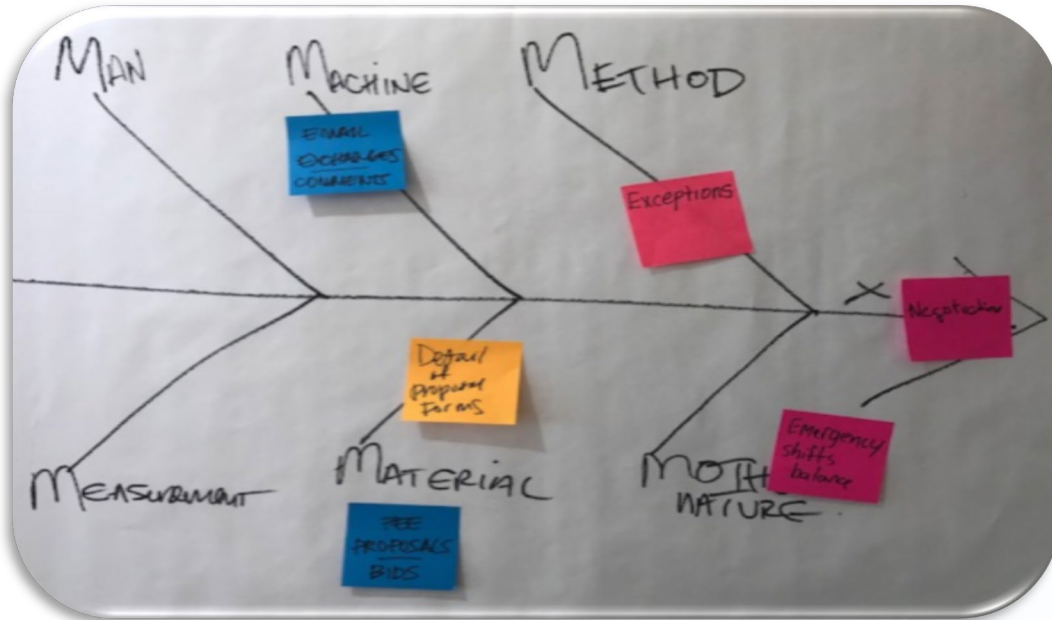 MAN
MACHINE
METHOD
EMAIL
EXCHANGES
COMMENTS
Exceptions
X
Negotiation
Detail
of
Proposal
Forms
Emergency
shifts
balance
MEASUREMENT
MATERIAL
MOTH
NATURE
FEE
PROPOSALS
BIDS